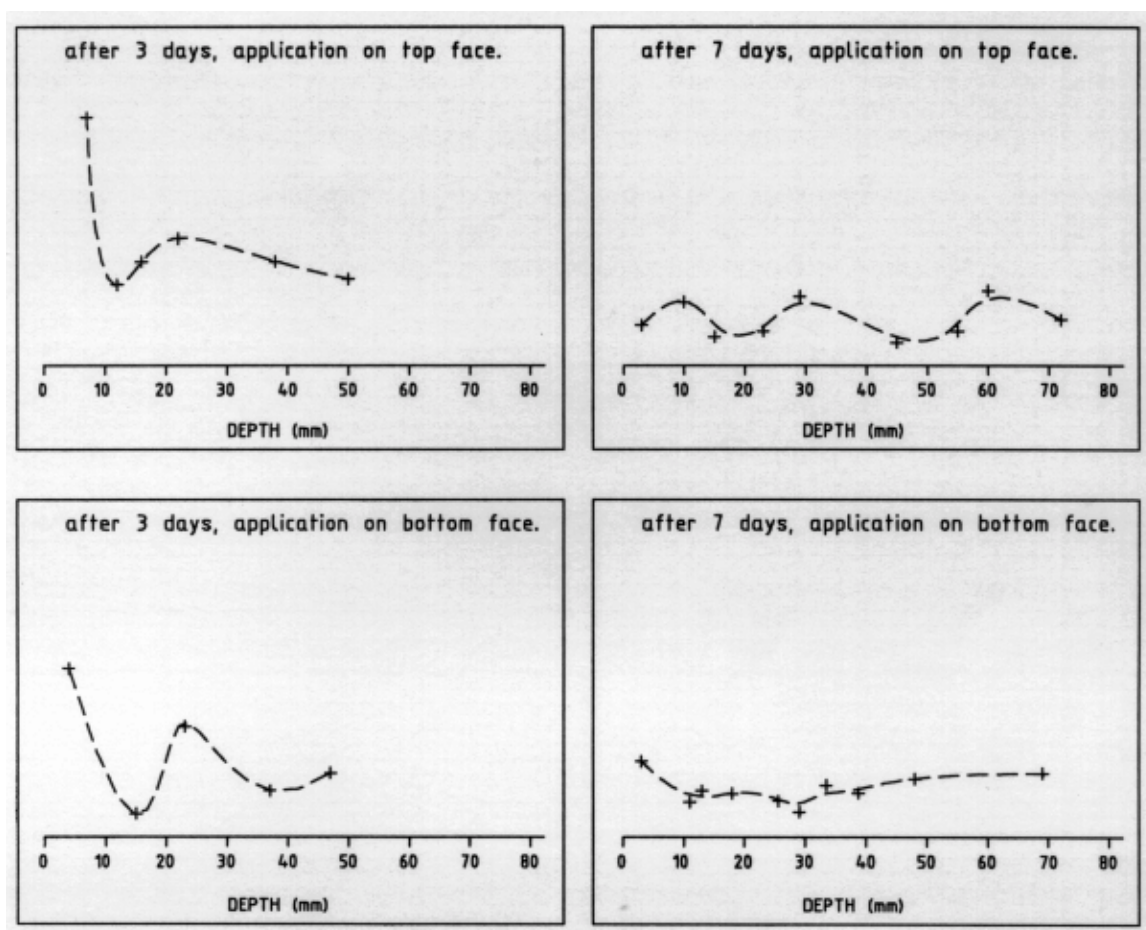 after 3 days, application on top face.
0 10 20 30 40 50 60 70 80
DEPTH (mm)
after 7 days, application on top face.
0 10 20 30 40 50 60 70 80
DEPTH (mm)
after 3 days, application on bottom face.
0 10 20 30 40 50 60 70 80
DEPTH (mm)
after 7 days, application on bottom face.
0 10 20 30 40 50 60 70 80
DEPTH (mm)